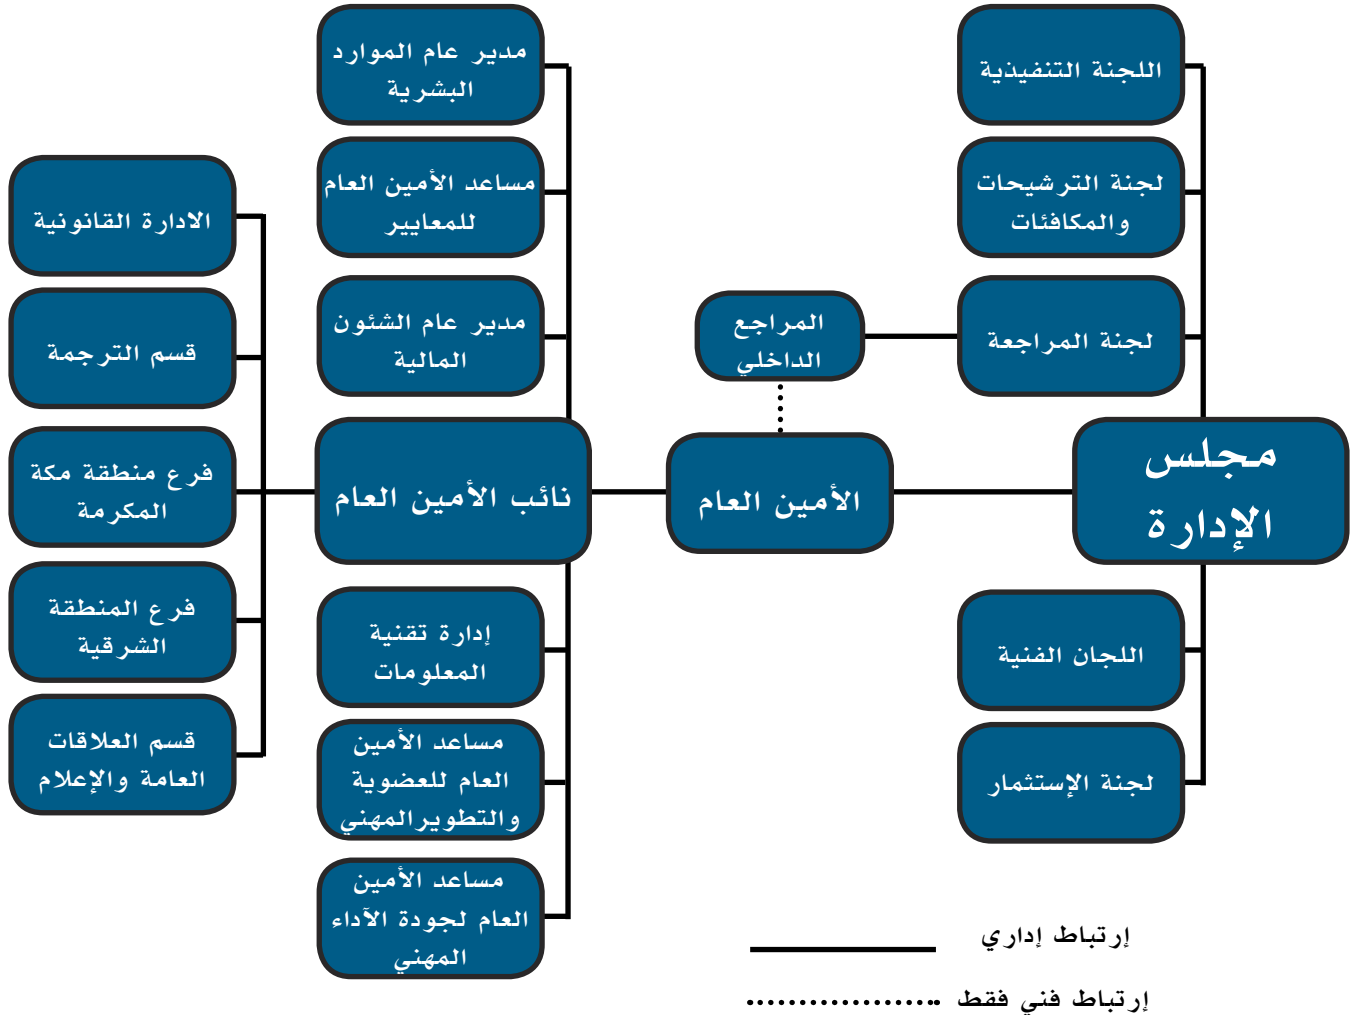 اللجنة التنفيذية
لجنة الترشيحات
والمكافئات
لجنة المراجعة
مجلس
الإدارة
اللجان الفنية
لجنة الإستثمار
المراجع
الداخلي
الأمين العام
مدير عام الموارد
البشرية
مساعد الأمين العام
للمعايير
مدير عام الشئون
المالية
نائب الأمين العام
إدارة تقنية
المعلومات
مساعد الأمين
العام للعضوية
والتطويرالمهني
مساعد الأمين
العام لجودة الآداء
المهني
الادارة القانونية
قسم الترجمة
فرع منطقة مكة
المكرمة
فرع المنطقة
الشرقية
قسم العلاقات
العامة والإعلام
إرتباط إداري
إرتباط فني فقط